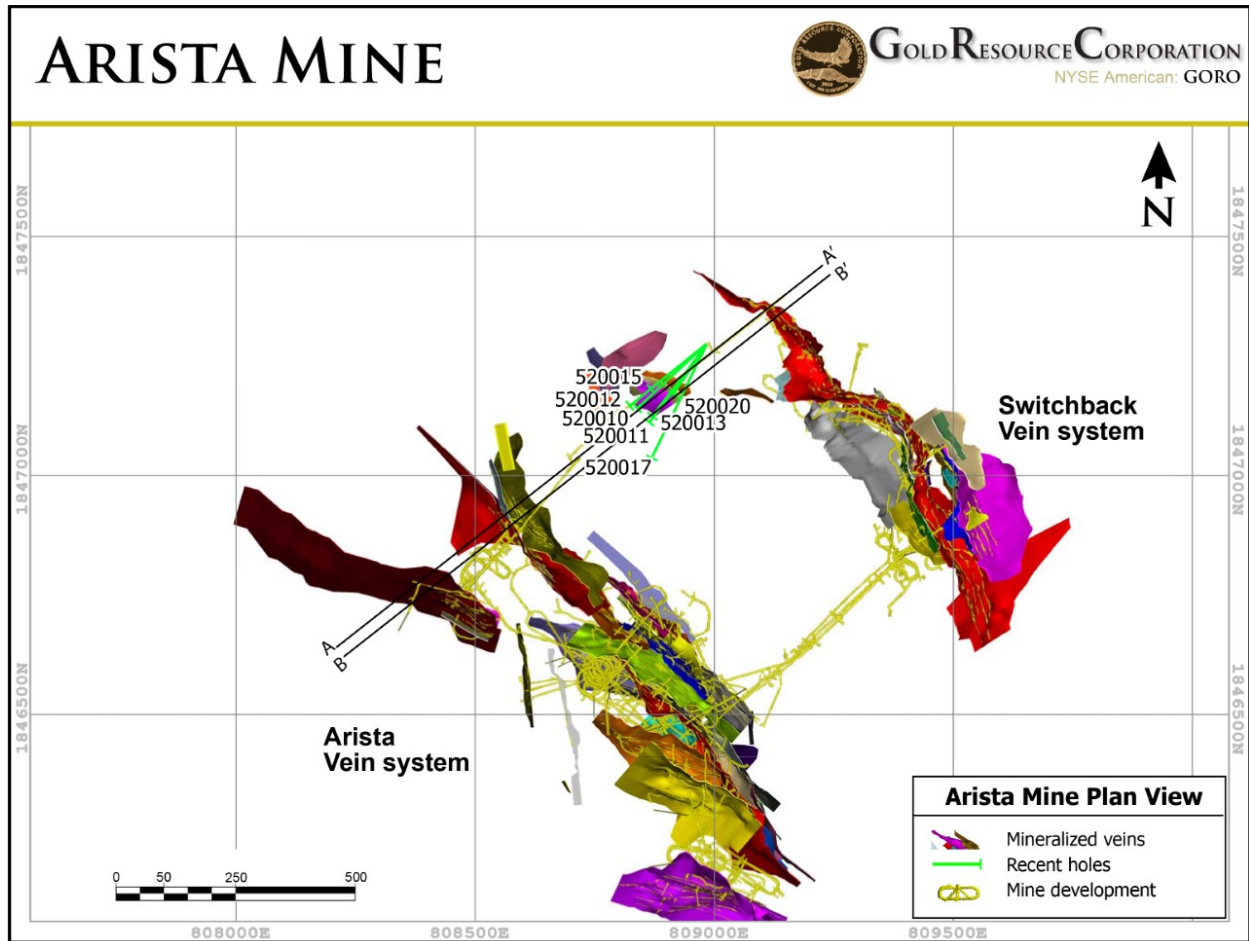 ARISTA MINE
GOLD RESOURCE CORPORATION
NYSE American: GORO
N
1847500N
1847500N
A'
B'
520015
520012
520010
520011
520020
520013
520017
Switchback
Vein system
1847000N
1847000N
A
B
1846500N
1846500N
Arista
Vein system
0 50 250 500
Arista Mine Plan View
Mineralized veins
Recent holes
Mine development
808000E 808500E 809000E 809500E